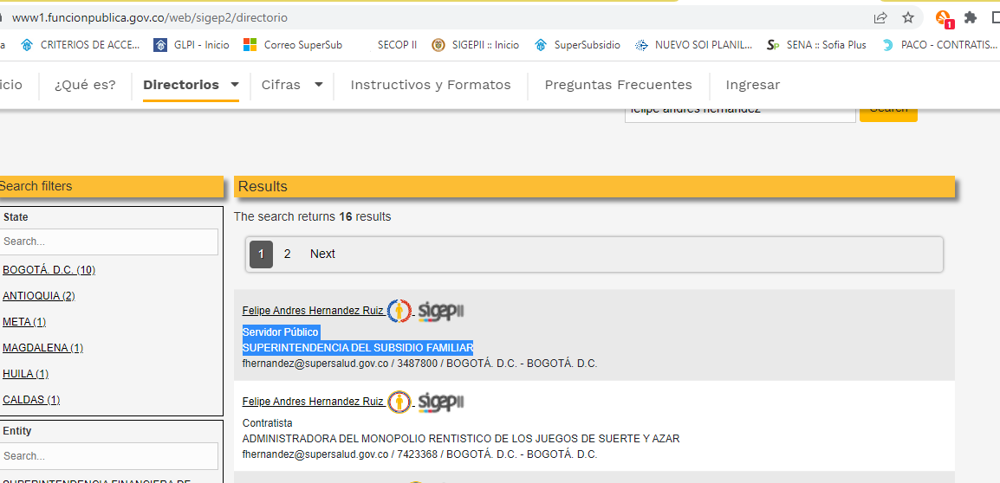 www1.funcionpublica.gov.co/web/sigep2/directorio
1
a CRITERIOS DE ACCE... GLPI - Inicio Correo SuperSub SECOP II SIGEPII :: Inicio SuperSubsidio NUEVO SOI PLANIL... SENA :: Sofia Plus PACO - CONTRATIS...
icio ¿Qué es? Directorios Cifras Instructivos y Formatos Preguntas Frecuentes Ingresar
felipe andres hernandez Search
Search filters
Results
State
The search returns 16 results
Search...
1 2 Next
BOGOTÁ. D.C. (10)
ANTIOQUIA (2)
META (1)
MAGDALENA (1)
HUILA (1)
CALDAS (1)
Felipe Andres Hernandez Ruiz sigepII
Servidor Público
SUPERINTENDENCIA DEL SUBSIDIO FAMILIAR
fhernandez@supersalud.gov.co / 3487800 / BOGOTÁ. D.C. - BOGOTÁ. D.C.
Felipe Andres Hernandez Ruiz sigepII
Contratista
ADMINISTRADORA DEL MONOPOLIO RENTISTICO DE LOS JUEGOS DE SUERTE Y AZAR
fhernandez@supersalud.gov.co / 7423368 / BOGOTÁ. D.C. - BOGOTÁ. D.C.
Entity
Search...
SUPERINTENDENCIA FINANCIERA DE